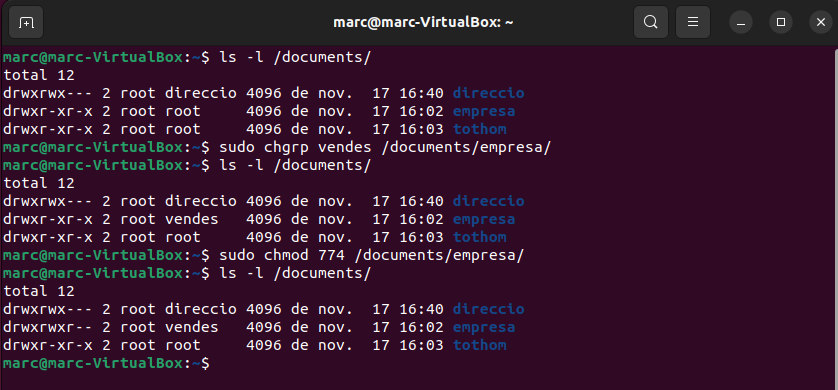 marc@marc-VirtualBox: ~
marc@marc-VirtualBox:~$ ls -l /documents/
total 12
drwxrwx--- 2 root direccio 4096 de nov.  17 16:40 direccio
drwxr-xr-x 2 root root     4096 de nov.  17 16:02 empresa
drwxr-xr-x 2 root root     4096 de nov.  17 16:03 tothom
marc@marc-VirtualBox:~$ sudo chgrp vendes /documents/empresa/
marc@marc-VirtualBox:~$ ls -l /documents/
total 12
drwxrwx--- 2 root direccio 4096 de nov.  17 16:40 direccio
drwxr-xr-x 2 root vendes   4096 de nov.  17 16:02 empresa
drwxr-xr-x 2 root root     4096 de nov.  17 16:03 tothom
marc@marc-VirtualBox:~$ sudo chmod 774 /documents/empresa/
marc@marc-VirtualBox:~$ ls -l /documents/
total 12
drwxrwx--- 2 root direccio 4096 de nov.  17 16:40 direccio
drwxrwxr-- 2 root vendes   4096 de nov.  17 16:02 empresa
drwxr-xr-x 2 root root     4096 de nov.  17 16:03 tothom
marc@marc-VirtualBox:~$